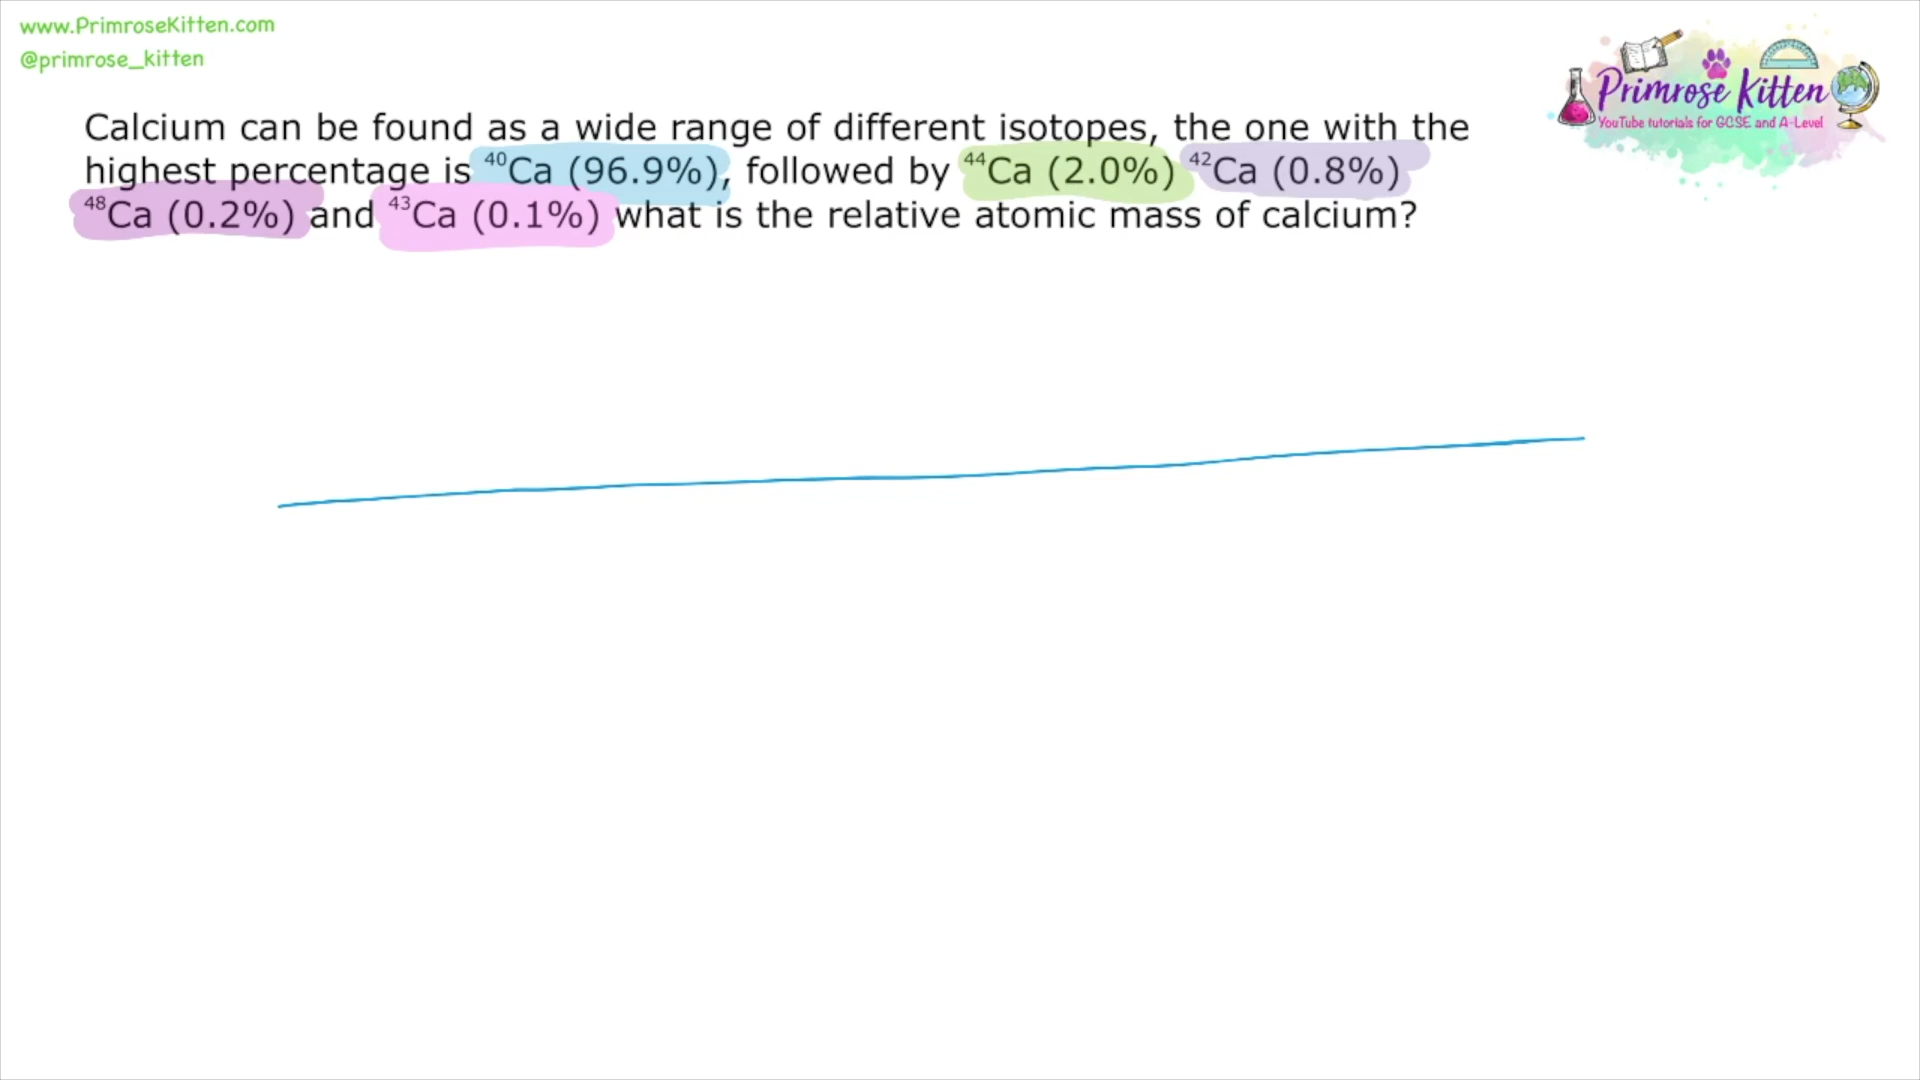 www.PrimroseKitten.com
@primrose_kitten
Primrose Kitten
YouTube tutorials for GCSE and A-Level
Calcium can be found as a wide range of different isotopes, the one with the
highest percentage is ⁴⁰Ca (96.9%), followed by ⁴⁴Ca (2.0%) ⁴²Ca (0.8%)
⁴⁸Ca (0.2%) and ⁴³Ca (0.1%) what is the relative atomic mass of calcium?